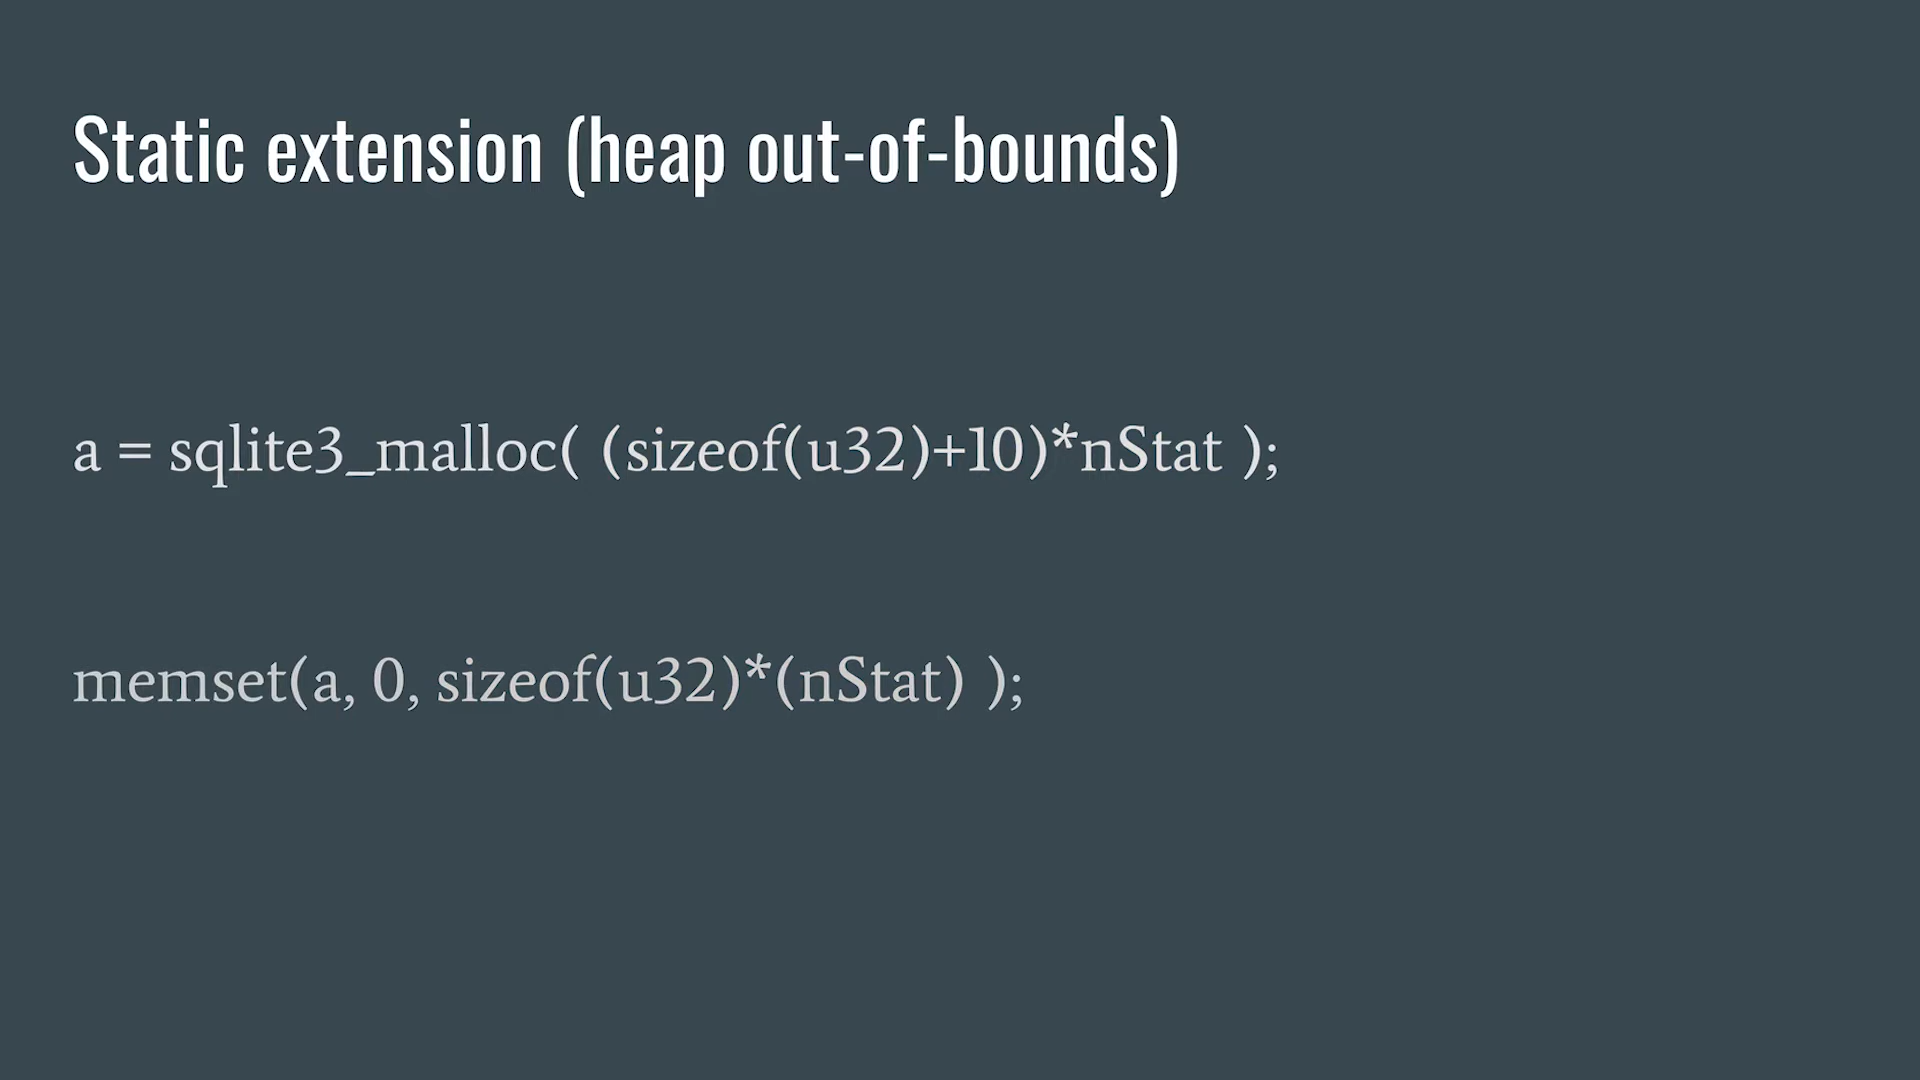 Static extension (heap out-of-bounds)
a = sqlite3_malloc( (sizeof(u32)+10)*nStat );
memset(a, 0, sizeof(u32)*(nStat) );